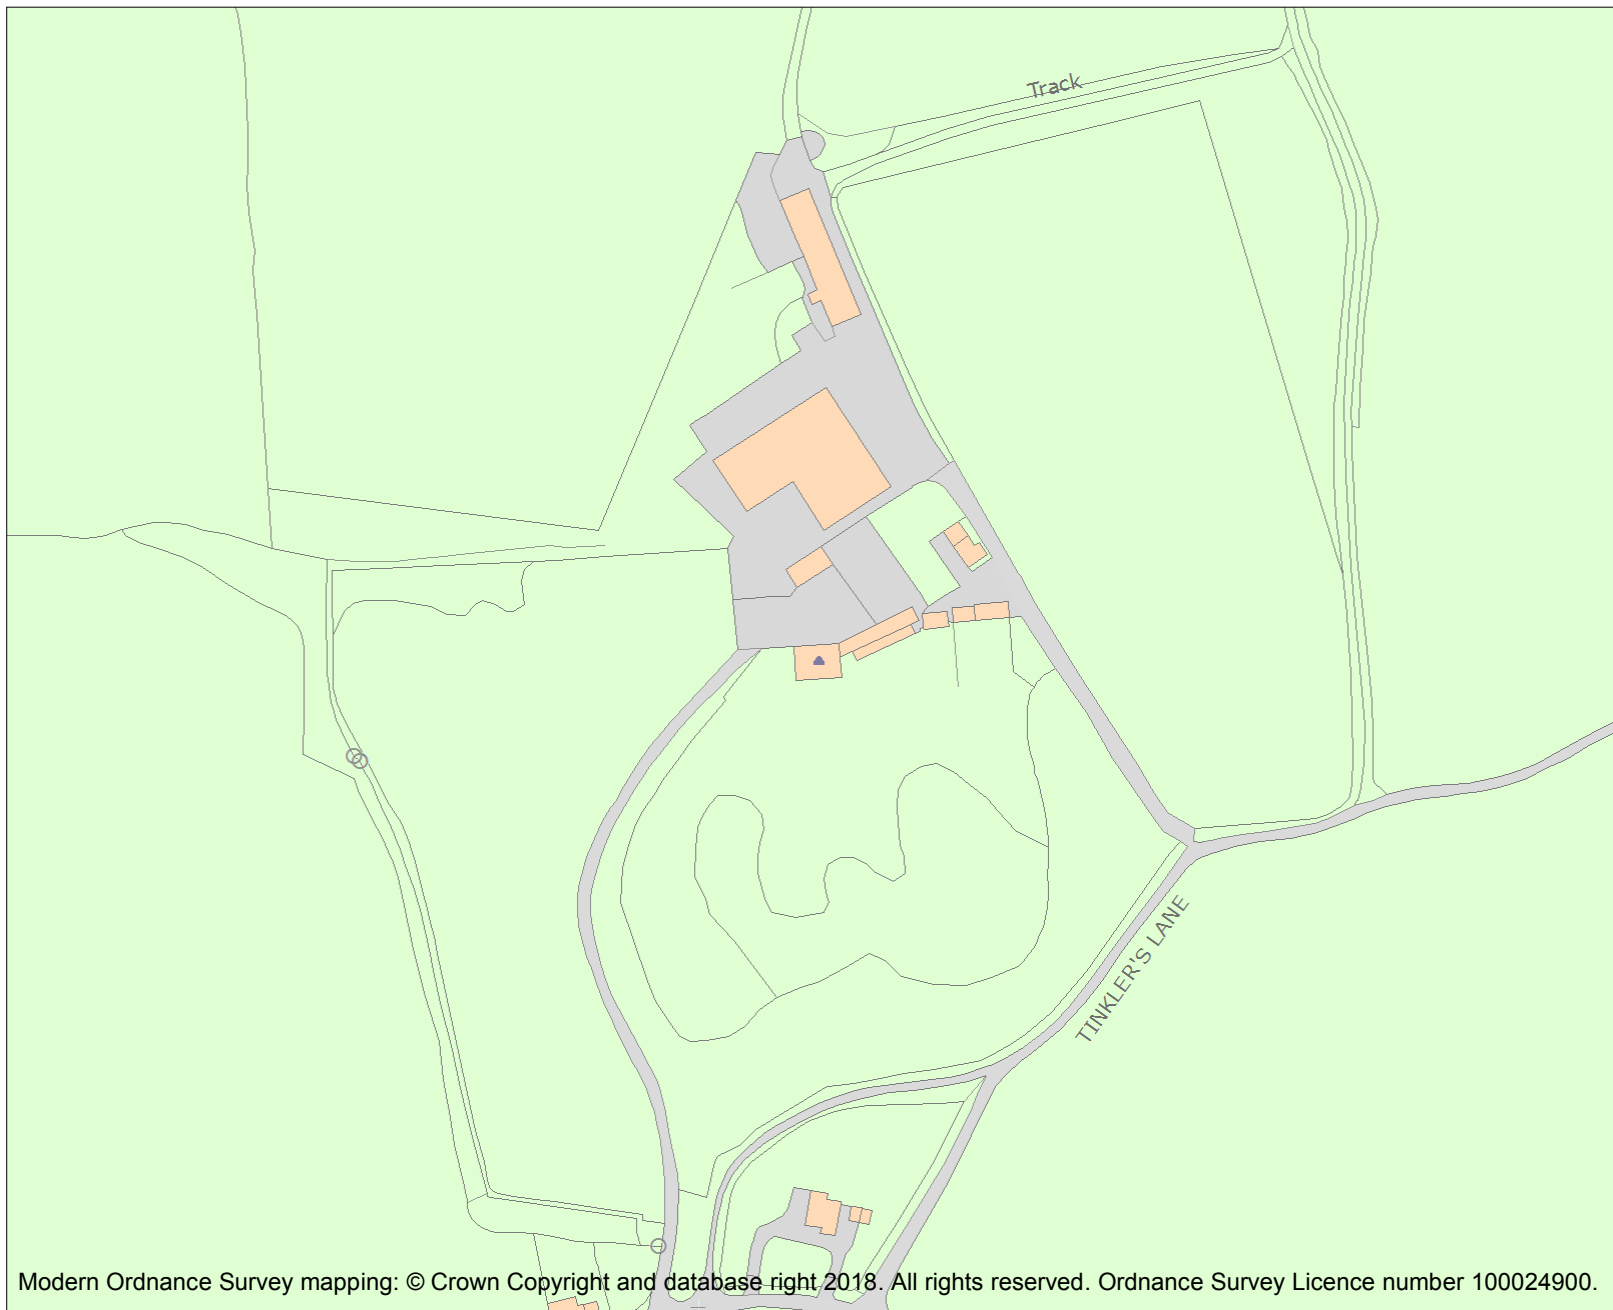 Track
TINKLER'S LANE
Modern Ordnance Survey mapping: © Crown Copyright and database right 2018. All rights reserved. Ordnance Survey Licence number 100024900.